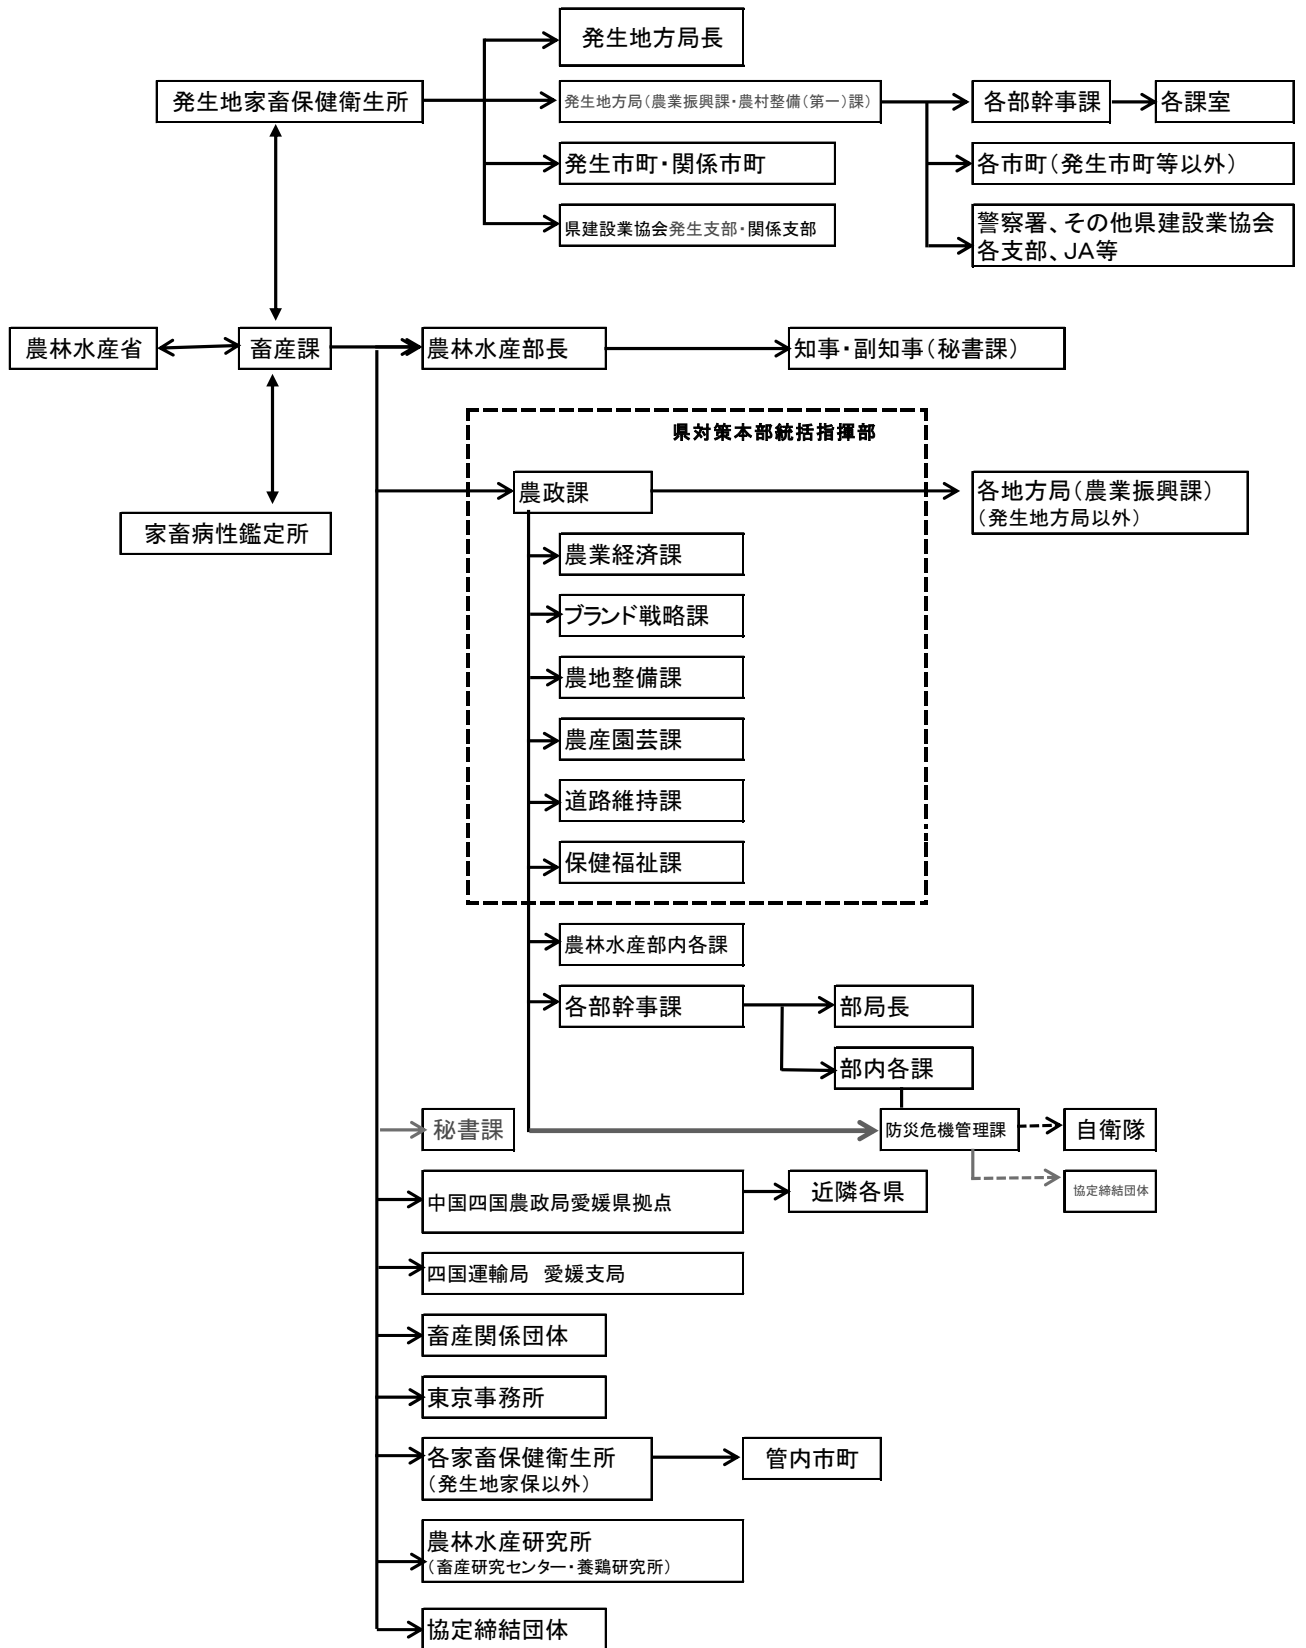 発生地方局長
発生地家畜保健衛生所
発生地方局（農業振興課・農村整備（第一）課）
各部幹事課
各課室
発生市町・関係市町
各市町（発生市町等以外）
県建設業協会発生支部・関係支部
警察署、その他県建設業協会
各支部、JA等
農林水産省
畜産課
農林水産部長
知事・副知事（秘書課）
県対策本部統括指揮部
農政課
各地方局（農業振興課）
（発生地方局以外）
家畜病性鑑定所
農業経済課
ブランド戦略課
農地整備課
農産園芸課
道路維持課
保健福祉課
農林水産部内各課
各部幹事課
部局長
部内各課
秘書課
防災危機管理課
自衛隊
中国四国農政局愛媛県拠点
近隣各県
協定締結団体
四国運輸局　愛媛支局
畜産関係団体
東京事務所
各家畜保健衛生所
（発生地家保以外）
管内市町
農林水産研究所
（畜産研究センター・養鶏研究所）
協定締結団体